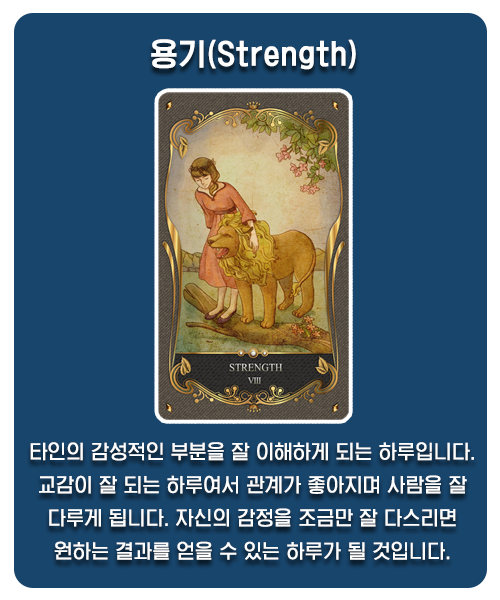 용기(Strength)
STRENGTH
VIII
타인의 감성적인 부분을 잘 이해하게 되는 하루입니다.
교감이 잘 되는 하루여서 관계가 좋아지며 사람을 잘
다루게 됩니다. 자신의 감정을 조금만 잘 다스리면
원하는 결과를 얻을 수 있는 하루가 될 것입니다.